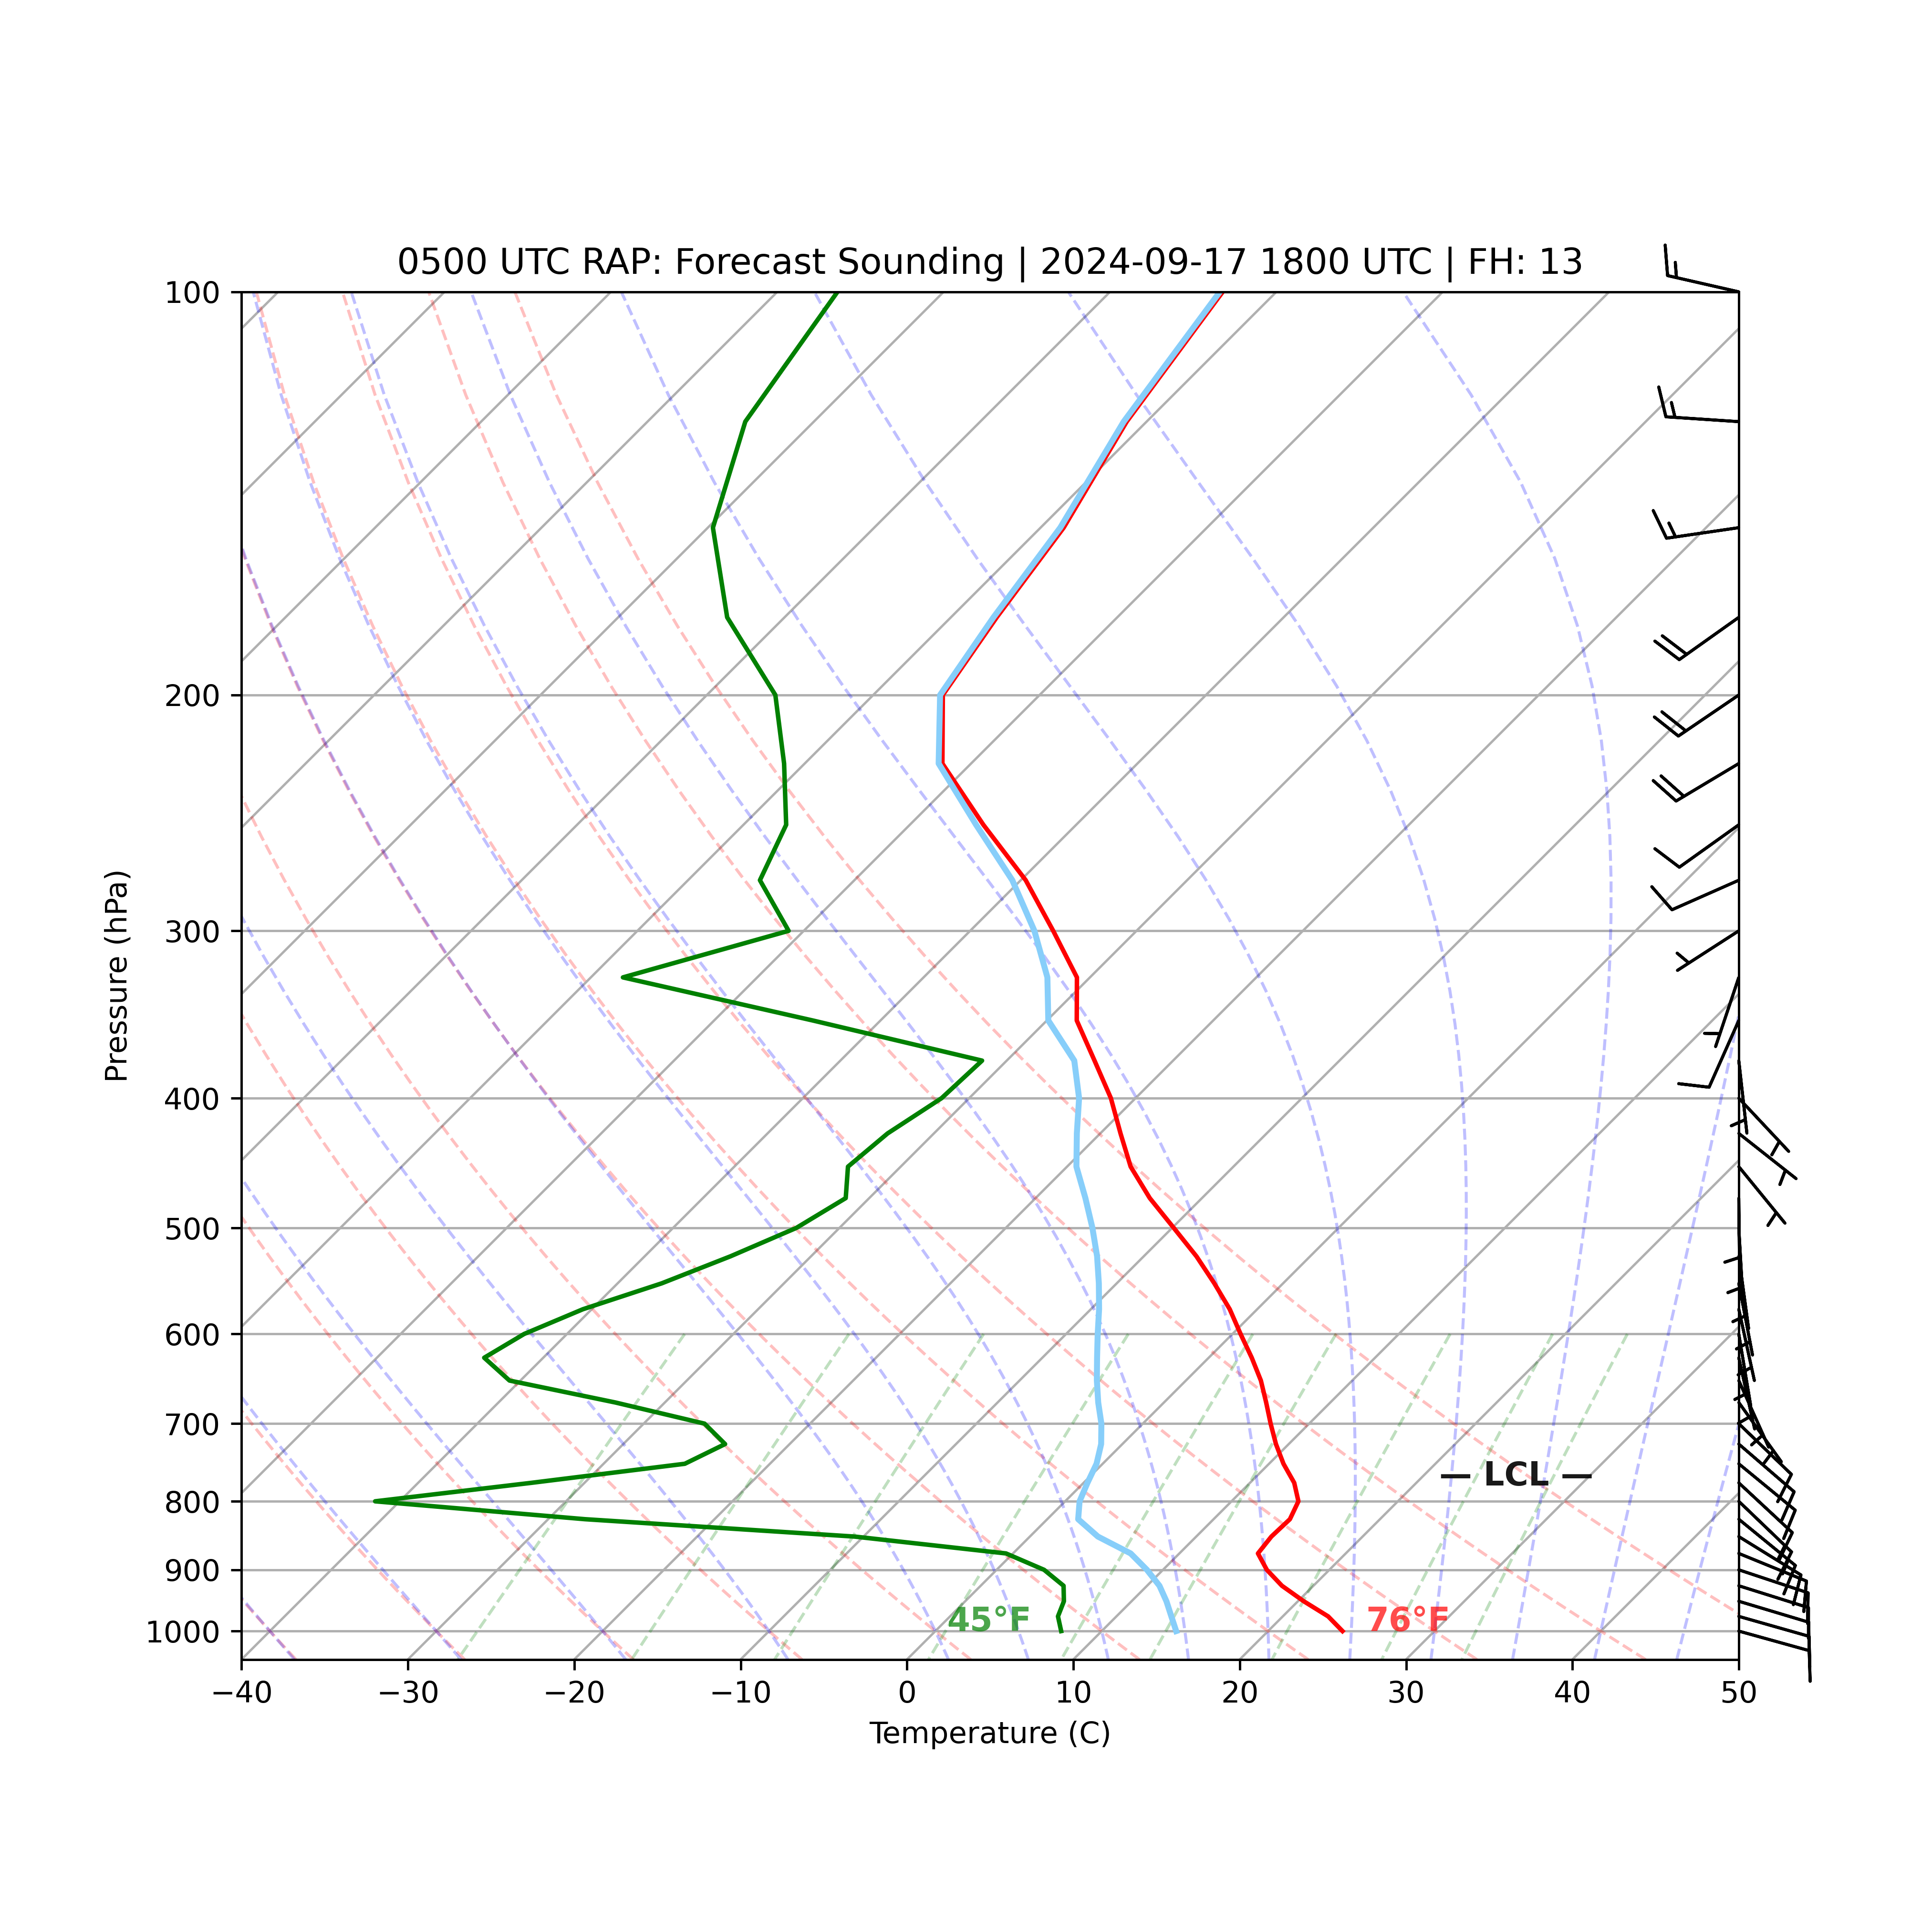 0500 UTC RAP: Forecast Sounding | 2024-09-17 1800 UTC | FH: 13
100
200
300
400
500
600
700
800
900
1000
Pressure (hPa)
— LCL —
45°F
76°F
−40 −30 −20 −10 0 10 20 30 40 50
Temperature (C)